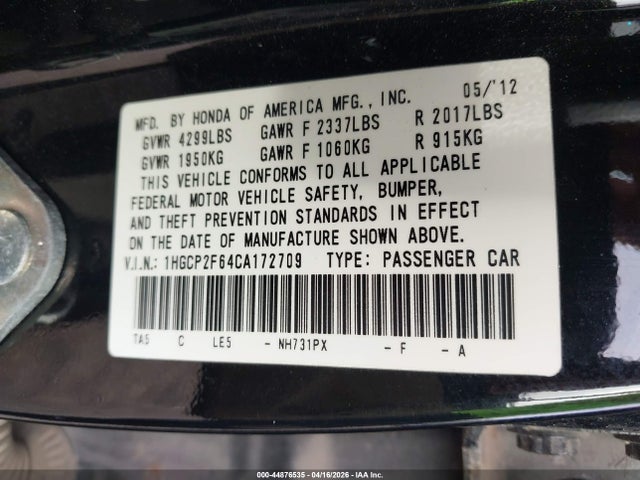 MFD. BY HONDA OF AMERICA MFG., INC. 05/'12
GVWR 4299LBS GAWR F 2337LBS R 2017LBS
GVWR 1950KG GAWR F 1060KG R 915KG
THIS VEHICLE CONFORMS TO ALL APPLICABLE
FEDERAL MOTOR VEHICLE SAFETY, BUMPER,
AND THEFT PREVENTION STANDARDS IN EFFECT
ON THE DATE OF MANUFACTURE SHOWN ABOVE.
V.I.N.: 1HGCP2F64CA172709 TYPE: PASSENGER CAR
TA5 C LE5 - NH731PX - F - A
000-44876535 - 04/16/2026 - IAA Inc.